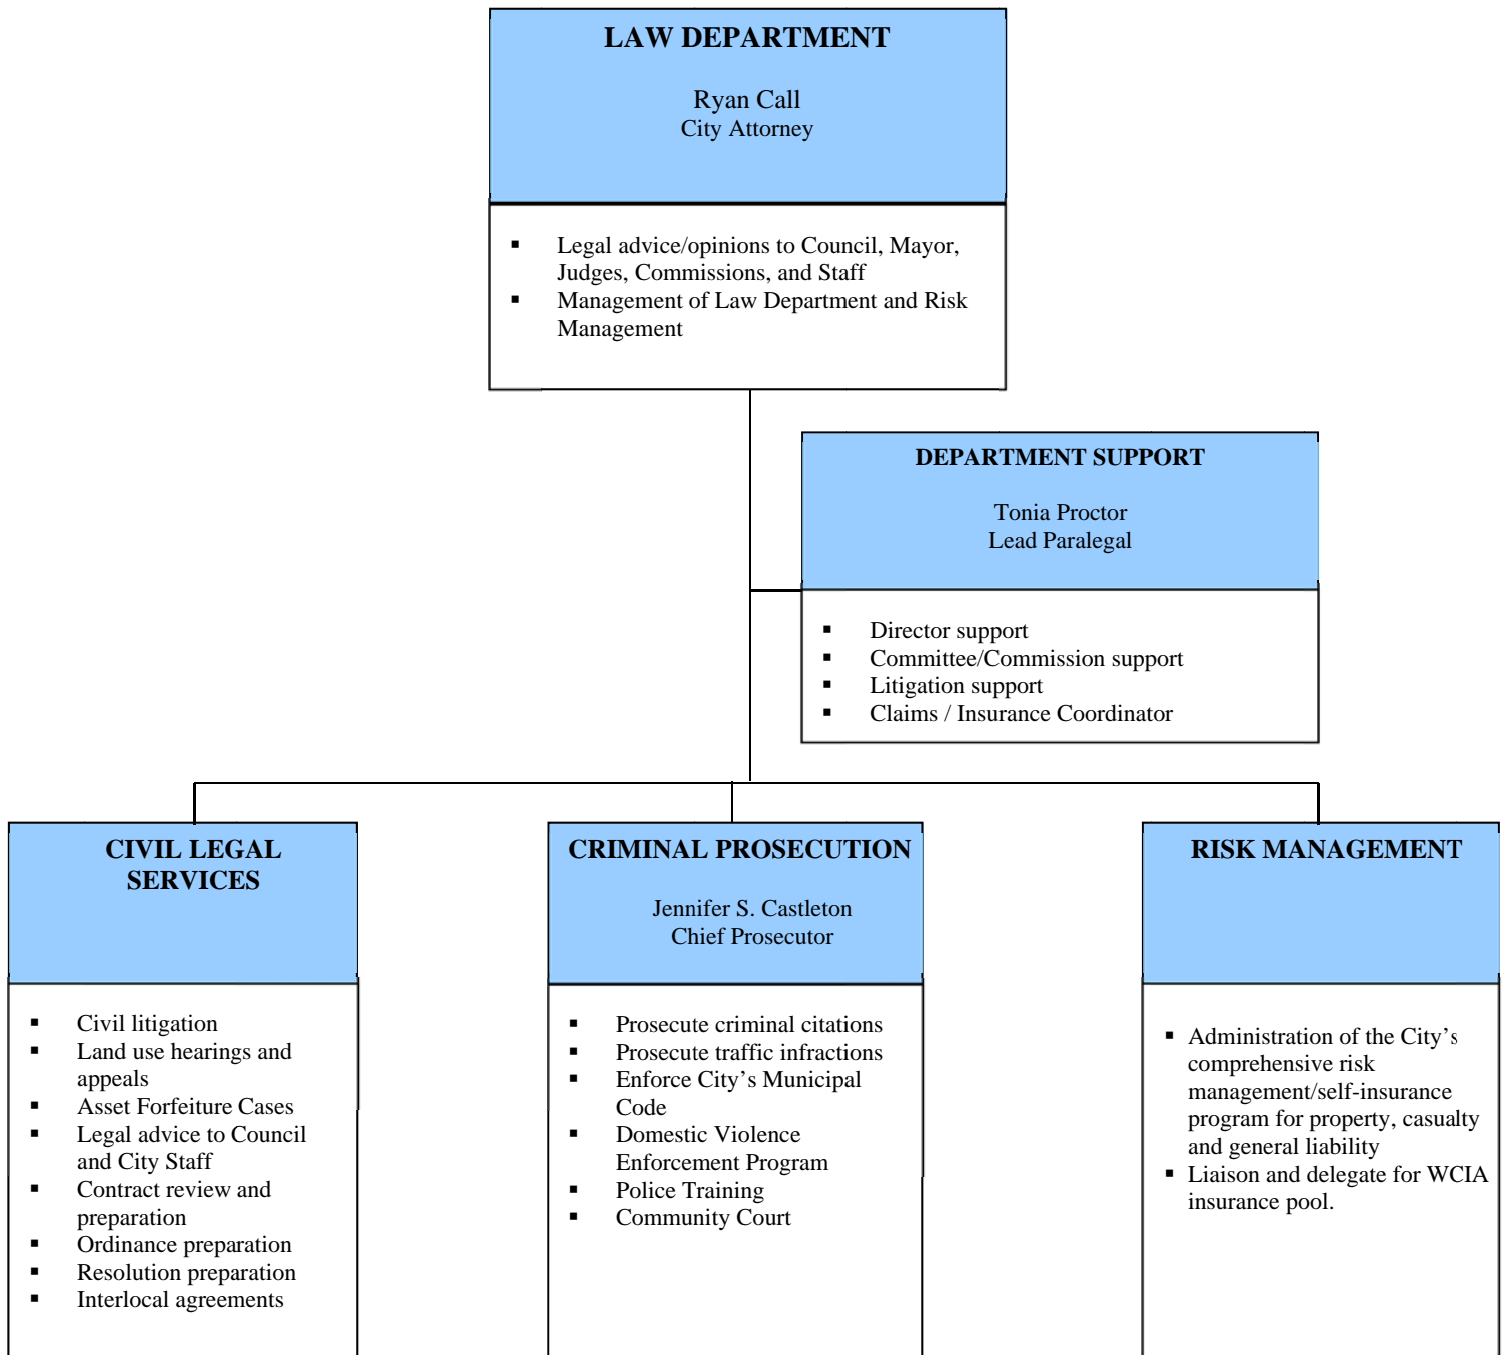 LAW DEPARTMENT
Ryan Call
City Attorney
▪ Legal advice/opinions to Council, Mayor,
Judges, Commissions, and Staff
▪ Management of Law Department and Risk
Management
DEPARTMENT SUPPORT
Tonia Proctor
Lead Paralegal
▪ Director support
▪ Committee/Commission support
▪ Litigation support
▪ Claims / Insurance Coordinator
CIVIL LEGAL
SERVICES
▪ Civil litigation
▪ Land use hearings and
appeals
▪ Asset Forfeiture Cases
▪ Legal advice to Council
and City Staff
▪ Contract review and
preparation
▪ Ordinance preparation
▪ Resolution preparation
▪ Interlocal agreements
CRIMINAL PROSECUTION
Jennifer S. Castleton
Chief Prosecutor
▪ Prosecute criminal citations
▪ Prosecute traffic infractions
▪ Enforce City’s Municipal
Code
▪ Domestic Violence
Enforcement Program
▪ Police Training
▪ Community Court
RISK MANAGEMENT
▪ Administration of the City’s
comprehensive risk
management/self-insurance
program for property, casualty
and general liability
▪ Liaison and delegate for WCIA
insurance pool.